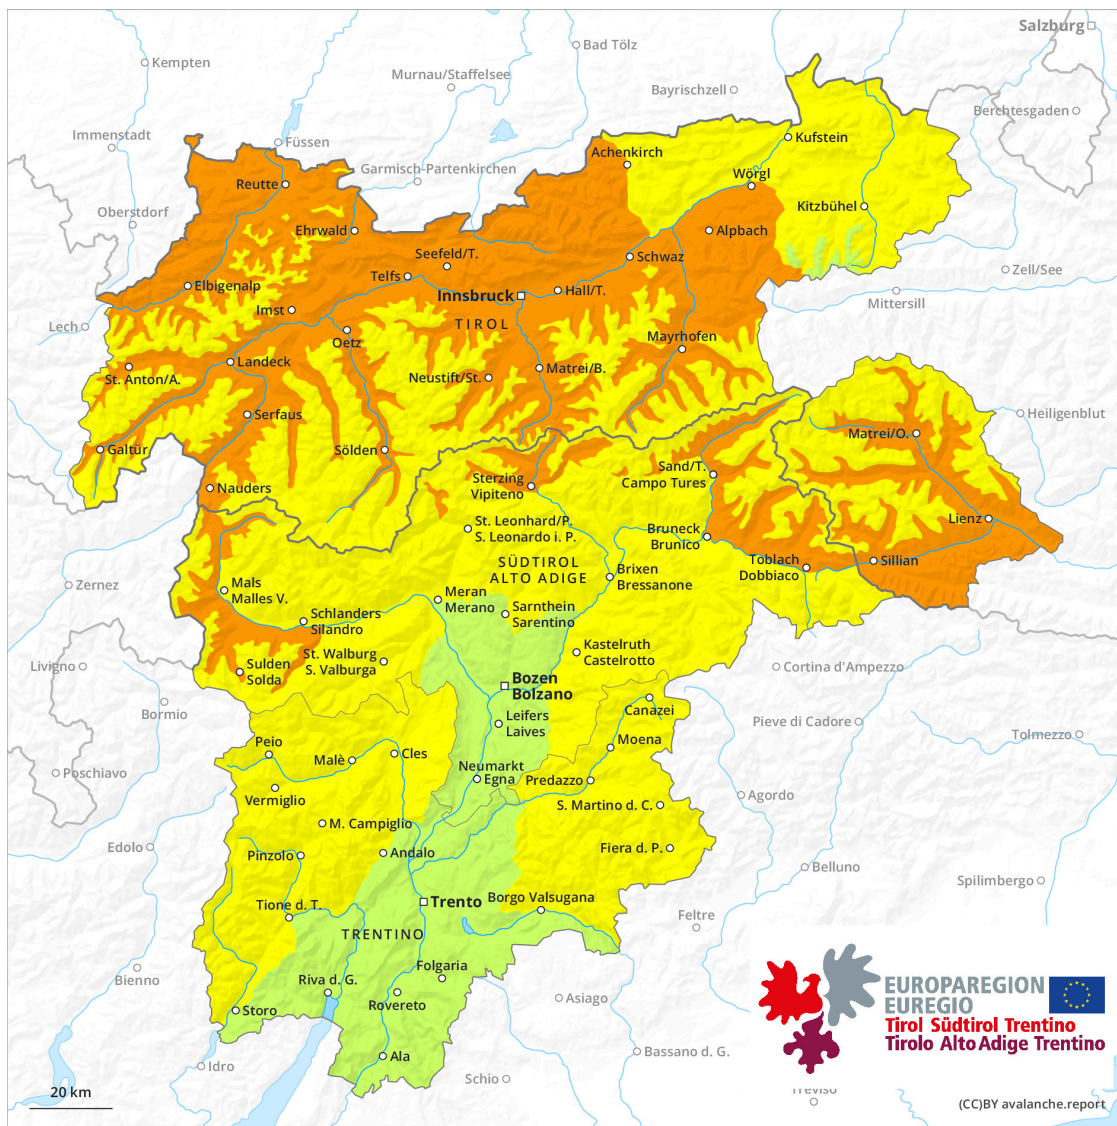 Salzburg
Bad Tölz
Kempten
Murnau/Staffelsee
Bayrischzell
Berchtesgaden
Immenstadt
Füssen
Kufstein
Achenkirch
Garmisch-Partenkirchen
Wörgl
Reutte
Kitzbühel
Oberstdorf
Ehrwald
Alpbach
Seefeld/T.
Schwaz
Zell/See
Telfs
Elbigenalp
Innsbruck
Hall/T.
Mittersill
Imst
TIROL
Lech
Oetz
Mayrhofen
Landeck
Matrei/B.
St. Anton/A.
Neustift/St.
Serfaus
Heiligenblut
Matrei/O.
Galtür
Sölden
Sand/T.
Campo Tures
Sterzing
Vipiteno
Nauders
Lienz
St. Leonhard/P.
S. Leonardo i. P.
Bruneck
Brunico
SÜDTIROL
ALTO ADIGE
Toblach
Dobbiaco
Sillian
Brixen
Bressanone
Zernez
Mals
Malles V.
Meran
Merano
Sarnthein
Sarentino
Schlanders
Silandro
Kastelruth
Castelrotto
St. Walburg
S. Valburga
Livigno
Sulden
Solda
Cortina d'Ampezzo
Bozen
Bolzano
Canazei
Bormio
Leifers
Laives
Pieve di Cadore
Tolmezzo
Peio
Moena
Cles
Malè
Neumarkt
Egna
Poschiavo
Predazzo
Vermiglio
Agordo
S. Martino d. C.
M. Campiglio
Edolo
Andalo
Fiera d. P.
Pinzolo
Belluno
Spilimbergo
Borgo Valsugana
Trento
Tione d. T.
Feltre
TRENTINO
Folgaria
Bienno
Riva d. G.
Asiago
Rovereto
Storo
EUROPAREGION
EUREGIO
Tirol Südtirol Trentino
Tirolo Alto Adige Trentino
Bassano d. G.
Ala
Idro
Schio
Treviso
20 km
(CC)BY avalanche.report